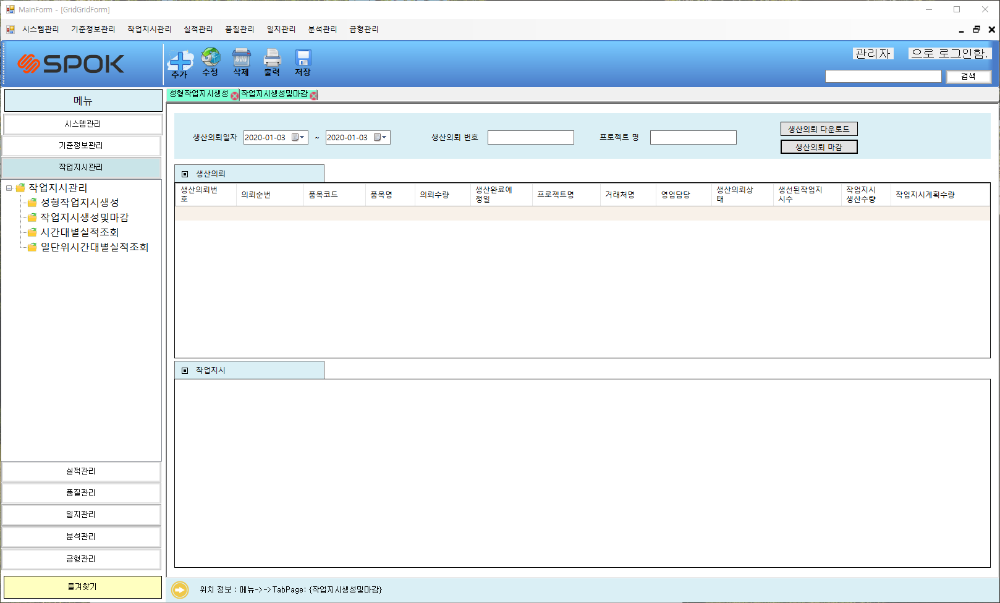 MainForm - [GridGridForm]
시스템관리 기준정보관리 작업지시관리 실적관리 품질관리 일지관리 분석관리 금형관리
SPOK
추가 수정 삭제 출력 저장
관리자 으로 로그인함.
검색
메뉴
시스템관리
기준정보관리
작업지시관리
작업지시관리
성형작업지시생성
작업지시생성및마감
시간대별실적조회
일단위시간대별실적조회
실적관리
품질관리
일지관리
분석관리
금형관리
즐겨찾기
성형작업지시생성 작업지시생성및마감
생산의뢰일자 2020-01-03 ~ 2020-01-03 생산의뢰 번호 프로젝트 명
생산의뢰 다운로드
생산의뢰 마감
생산의뢰
생산의뢰번호 의뢰순번 품목코드 품목명 의뢰수량 생산완료예정일 프로젝트명 거래처명 영업담당 생산의뢰상태 생선된작업지시수 작업지시생산수량 작업지시계획수량
작업지시
위치 정보 : 메뉴->->TabPage: {작업지시생성및마감}